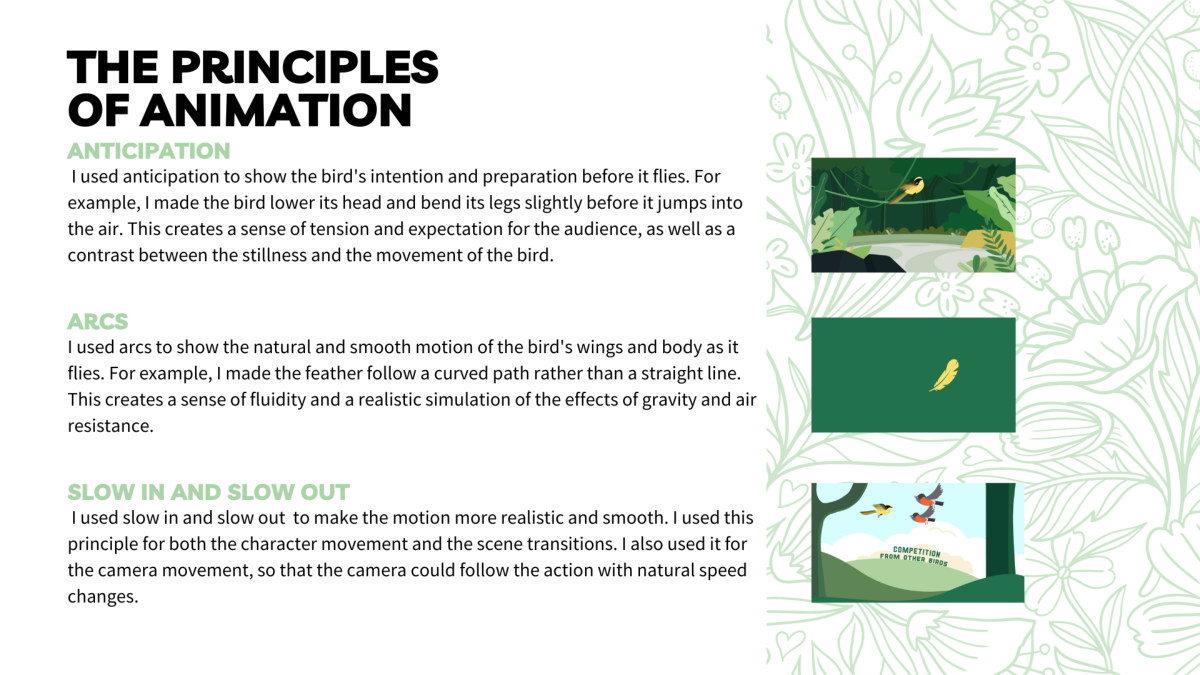 THE PRINCIPLES
OF ANIMATION
ANTICIPATION
I used anticipation to show the bird's intention and preparation before it flies. For
example, I made the bird lower its head and bend its legs slightly before it jumps into
the air. This creates a sense of tension and expectation for the audience, as well as a
contrast between the stillness and the movement of the bird.
ARCS
I used arcs to show the natural and smooth motion of the bird's wings and body as it
flies. For example, I made the feather follow a curved path rather than a straight line.
This creates a sense of fluidity and a realistic simulation of the effects of gravity and air
resistance.
SLOW IN AND SLOW OUT
I used slow in and slow out  to make the motion more realistic and smooth. I used this
principle for both the character movement and the scene transitions. I also used it for
the camera movement, so that the camera could follow the action with natural speed
changes.
COMPETITION
FROM OTHER BIRDS